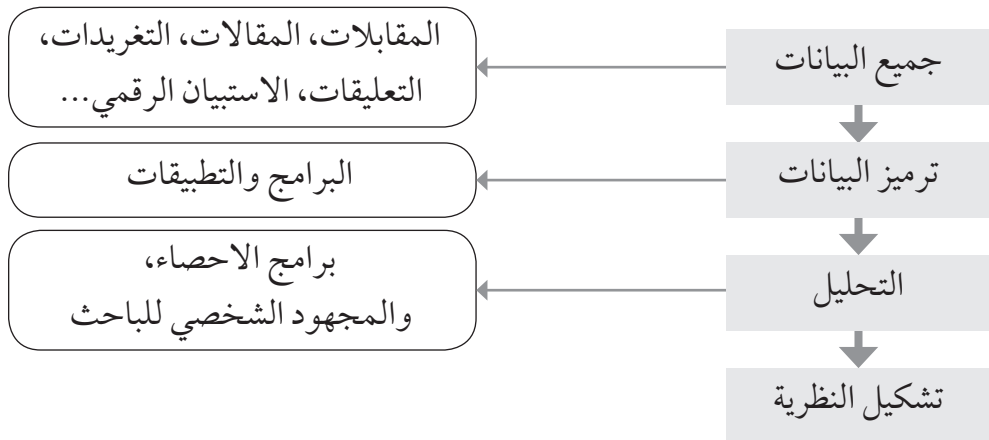 جميع البيانات
المقابلات، المقالات، التغريدات،
التعليقات، الاستبيان الرقمي...
ترميز البيانات
البرامج والتطبيقات
التحليل
برامج الاحصاء،
والمجهود الشخصي للباحث
تشكيل النظرية